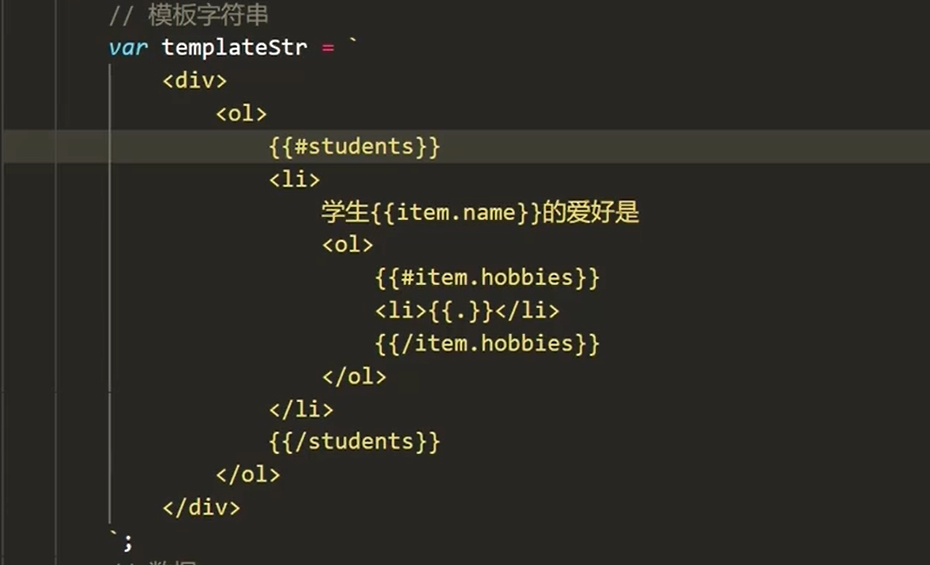 // 模板字符串
var templateStr = `
<div>
<ol>
{{#students}}
<li>
学生{{item.name}}的爱好是
<ol>
{{#item.hobbies}}
<li>{{.}}</li>
{{/item.hobbies}}
</ol>
</li>
{{/students}}
</ol>
</div>
`;